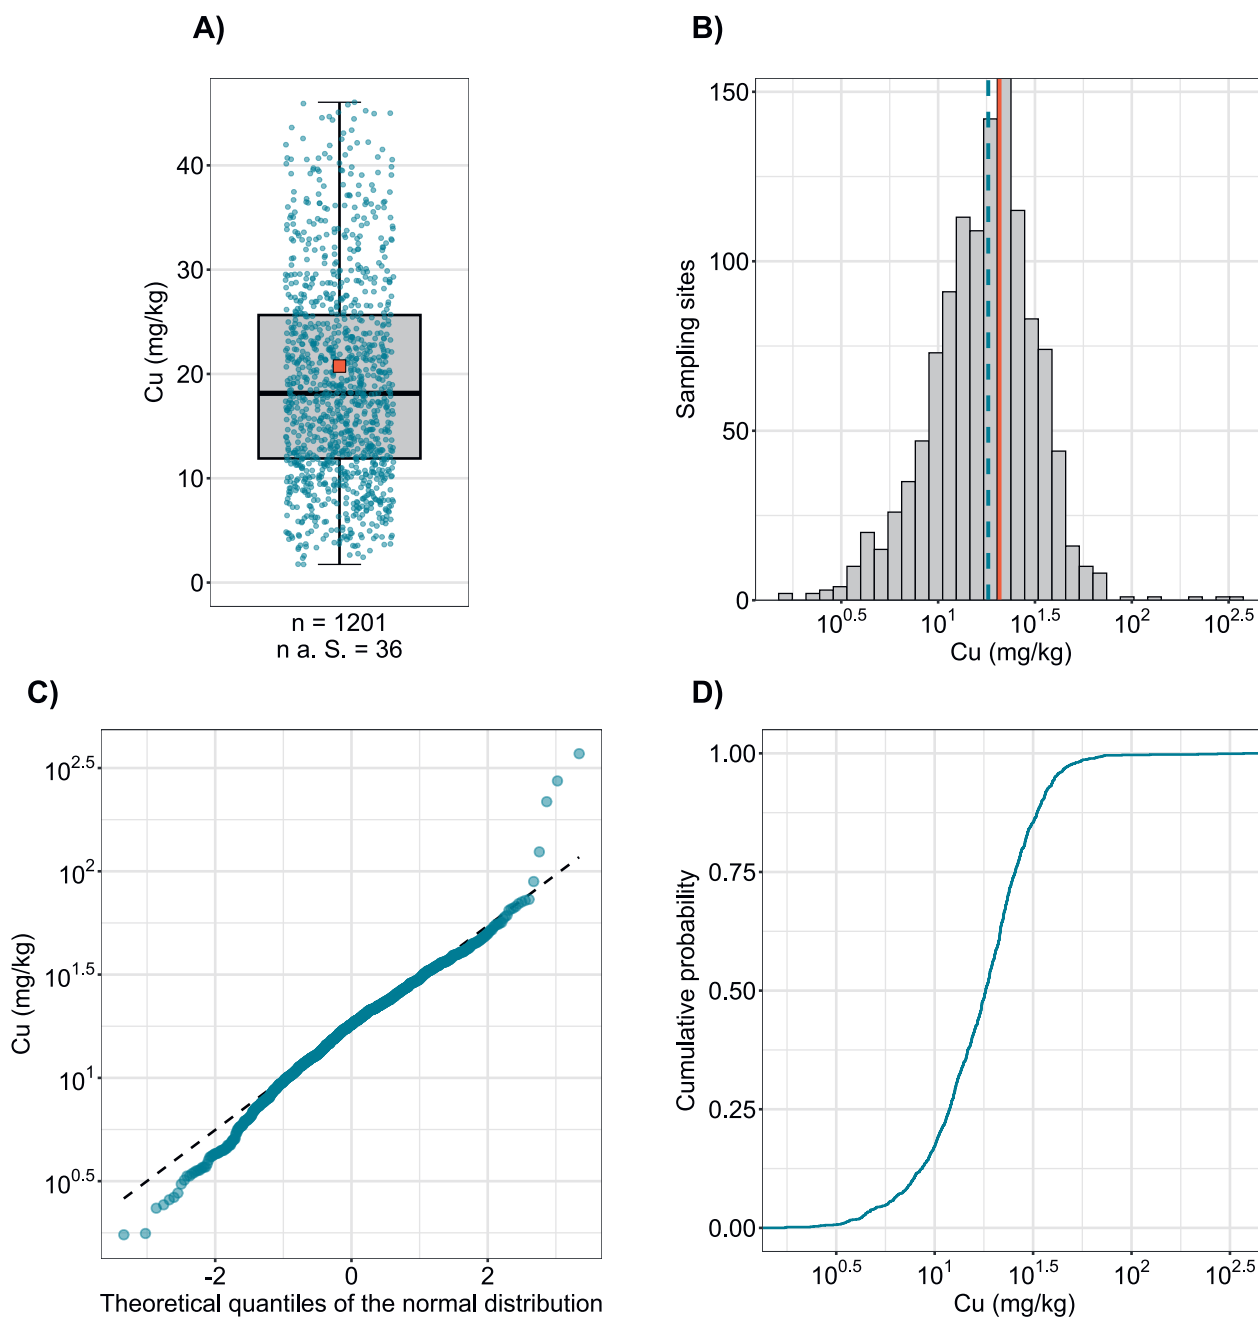 A)
Cu (mg/kg)
40
30
20
10
0
n = 1201
n a. S. = 36
B)
Sampling sites
150
100
50
0
10^0.5
10^1
10^1.5
10^2
10^2.5
Cu (mg/kg)
C)
Cu (mg/kg)
10^2.5
10^2
10^1.5
10^1
10^0.5
-2
0
2
Theoretical quantiles of the normal distribution
D)
Cumulative probability
1.00
0.75
0.50
0.25
0.00
10^0.5
10^1
10^1.5
10^2
10^2.5
Cu (mg/kg)